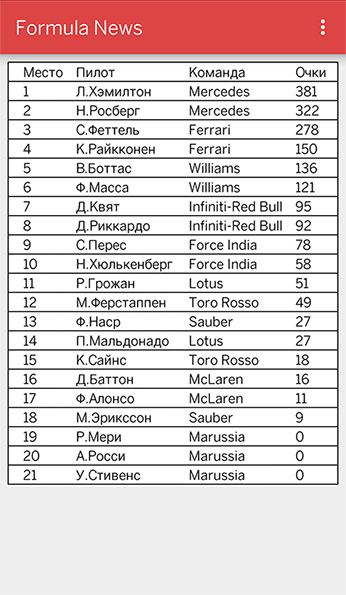 Formula News
Место Пилот Команда Очки
1 Л.Хэмилтон Mercedes 381
2 Н.Росберг Mercedes 322
3 С.Феттель Ferrari 278
4 К.Райкконен Ferrari 150
5 В.Боттас Williams 136
6 Ф.Масса Williams 121
7 Д.Квят Infiniti-Red Bull 95
8 Д.Риккардо Infiniti-Red Bull 92
9 С.Перес Force India 78
10 Н.Хюлькенберг Force India 58
11 Р.Грожан Lotus 51
12 М.Ферстаппен Toro Rosso 49
13 Ф.Наср Sauber 27
14 П.Мальдонадо Lotus 27
15 К.Сайнс Toro Rosso 18
16 Д.Баттон McLaren 16
17 Ф.Алонсо McLaren 11
18 М.Эрикссон Sauber 9
19 Р.Мери Marussia 0
20 А.Росси Marussia 0
21 У.Стивенс Marussia 0